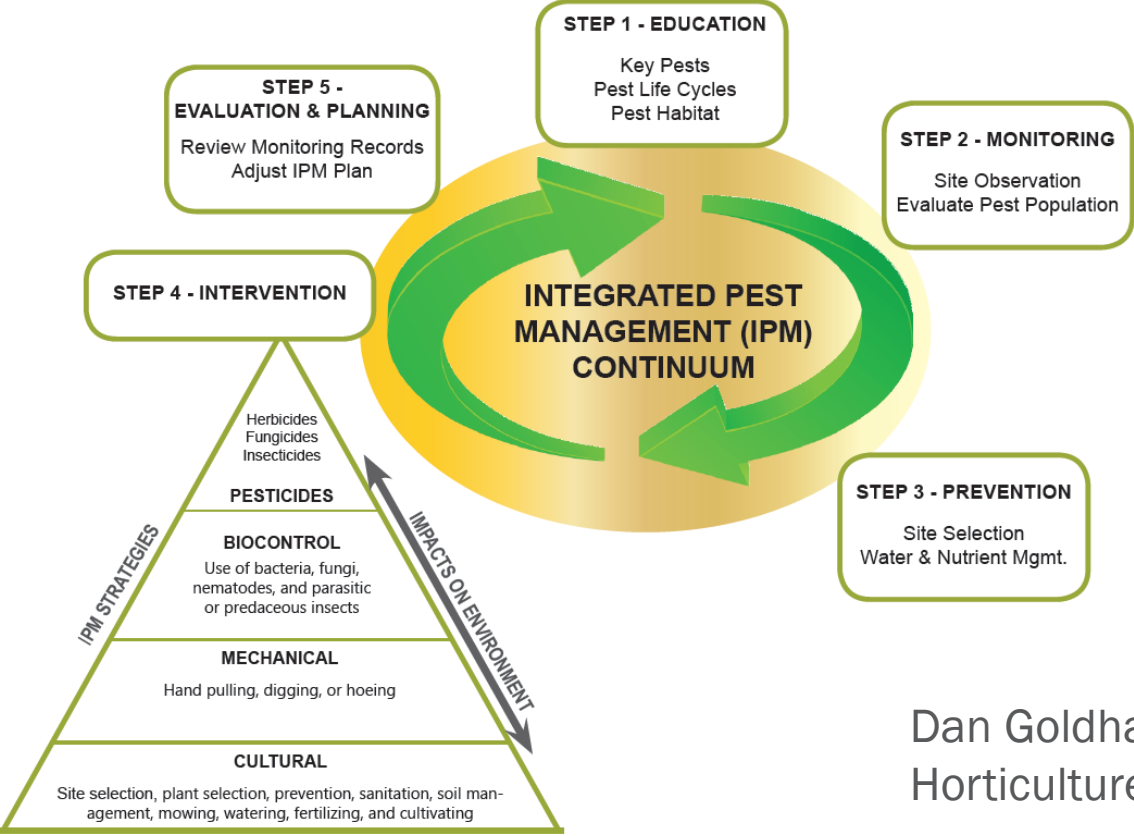 STEP 1 - EDUCATION
Key Pests
Pest Life Cycles
Pest Habitat
STEP 2 - MONITORING
Site Observation
Evaluate Pest Population
STEP 3 - PREVENTION
Site Selection
Water & Nutrient Mgmt.
STEP 5 -
EVALUATION & PLANNING
Review Monitoring Records
Adjust IPM Plan
STEP 4 - INTERVENTION
INTEGRATED PEST
MANAGEMENT (IPM)
CONTINUUM
Herbicides
Fungicides
Insecticides
PESTICIDES
BIOCONTROL
Use of bacteria, fungi,
nematodes, and parasitic
or predaceous insects
MECHANICAL
Hand pulling, digging, or hoeing
CULTURAL
Site selection, plant selection, prevention, sanitation, soil man-
agement, mowing, watering, fertilizing, and cultivating
IPM STRATEGIES
IMPACTS ON ENVIRONMENT
Dan
Horticulture